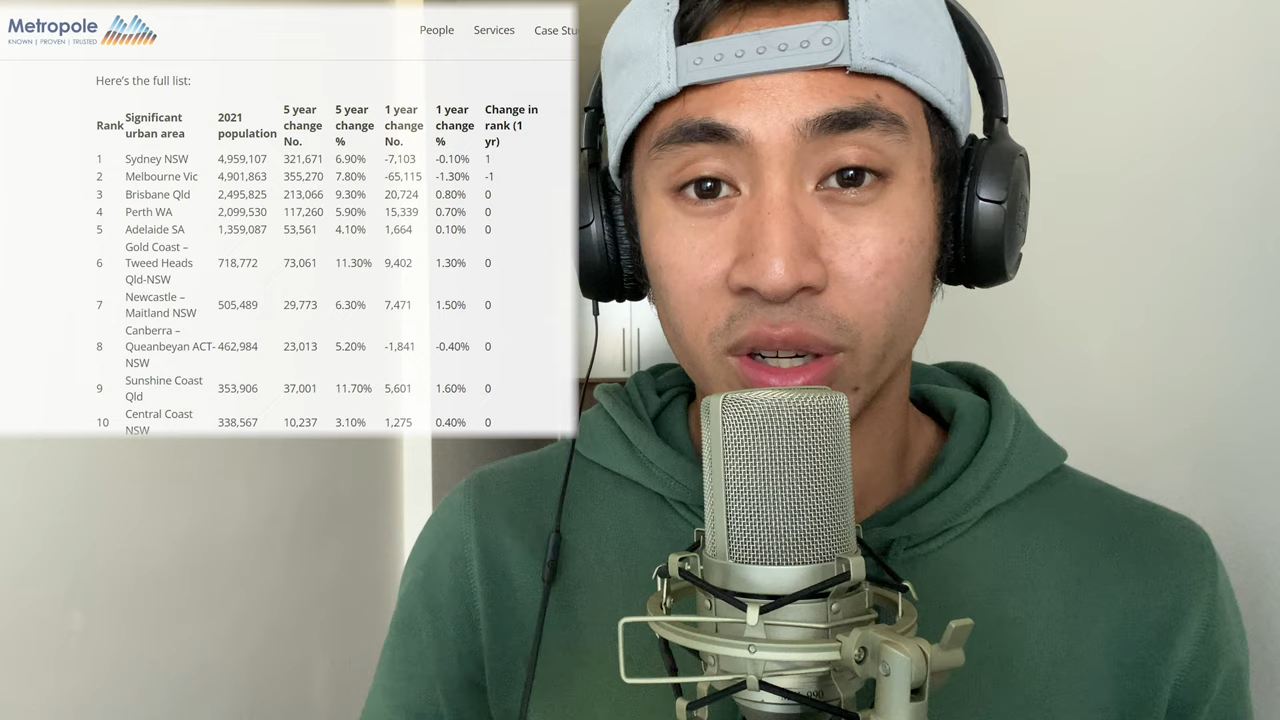 Metropole
KNOWN | PROVEN | TRUSTED
People Services Case Stu
Here's the full list:
Rank Significant urban area 2021 population 5 year change No. 5 year change % 1 year change No. 1 year change % Change in rank (1 yr)
1 Sydney NSW 4,959,107 321,671 6.90% -7,103 -0.10% 1
2 Melbourne Vic 4,901,863 355,270 7.80% -65,115 -1.30% -1
3 Brisbane Qld 2,495,825 213,066 9.30% 20,724 0.80% 0
4 Perth WA 2,099,530 117,260 5.90% 15,339 0.70% 0
5 Adelaide SA 1,359,087 53,561 4.10% 1,664 0.10% 0
6 Gold Coast – Tweed Heads Qld-NSW 718,772 73,061 11.30% 9,402 1.30% 0
7 Newcastle – Maitland NSW 505,489 29,773 6.30% 7,471 1.50% 0
8 Canberra – Queanbeyan ACT-NSW 462,984 23,013 5.20% -1,841 -0.40% 0
9 Sunshine Coast Qld 353,906 37,001 11.70% 5,601 1.60% 0
10 Central Coast NSW 338,567 10,237 3.10% 1,275 0.40% 0